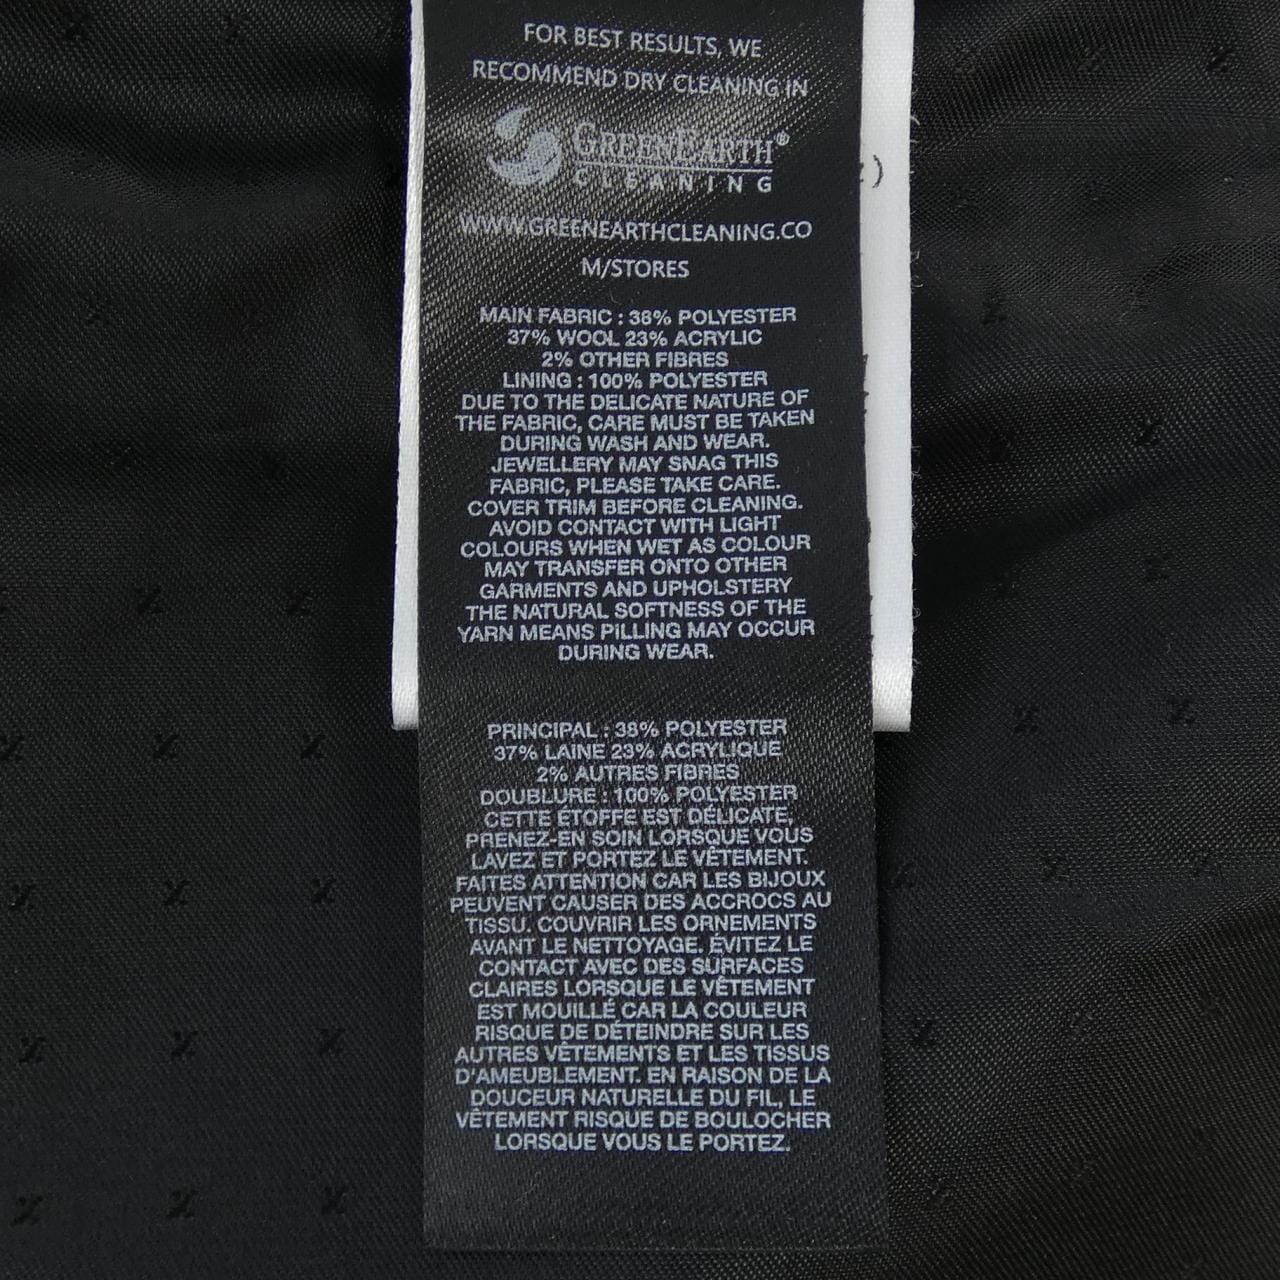 FOR BEST RESULTS, WE
RECOMMEND DRY CLEANING IN
GREENEARTH®
CLEANING
WWW.GREENEARTHCLEANING.CO
M/STORES
MAIN FABRIC : 38% POLYESTER
37% WOOL 23% ACRYLIC
2% OTHER FIBRES
LINING : 100% POLYESTER
DUE TO THE DELICATE NATURE OF
THE FABRIC, CARE MUST BE TAKEN
DURING WASH AND WEAR.
JEWELLERY MAY SNAG THIS
FABRIC, PLEASE TAKE CARE.
COVER TRIM BEFORE CLEANING.
AVOID CONTACT WITH LIGHT
COLOURS WHEN WET AS COLOUR
MAY TRANSFER ONTO OTHER
GARMENTS AND UPHOLSTERY
THE NATURAL SOFTNESS OF THE
YARN MEANS PILLING MAY OCCUR
DURING WEAR.
PRINCIPAL : 38% POLYESTER
37% LAINE 23% ACRYLIQUE
2% AUTRES FIBRES
DOUBLURE : 100% POLYESTER
CETTE ÉTOFFE EST DÉLICATE,
PRENEZ-EN SOIN LORSQUE VOUS
LAVEZ ET PORTEZ LE VÊTEMENT.
FAITES ATTENTION CAR LES BIJOUX
PEUVENT CAUSER DES ACCROCS AU
TISSU. COUVRIR LES ORNEMENTS
AVANT LE NETTOYAGE. ÉVITEZ LE
CONTACT AVEC DES SURFACES
CLAIRES LORSQUE LE VÊTEMENT
EST MOUILLÉ CAR LA COULEUR
RISQUE DE DÉTEINDRE SUR LES
AUTRES VÊTEMENTS ET LES TISSUS
D'AMEUBLEMENT. EN RAISON DE LA
DOUCEUR NATURELLE DU FIL, LE
VÊTEMENT RISQUE DE BOULOCHER
LORSQUE VOUS LE PORTEZ.